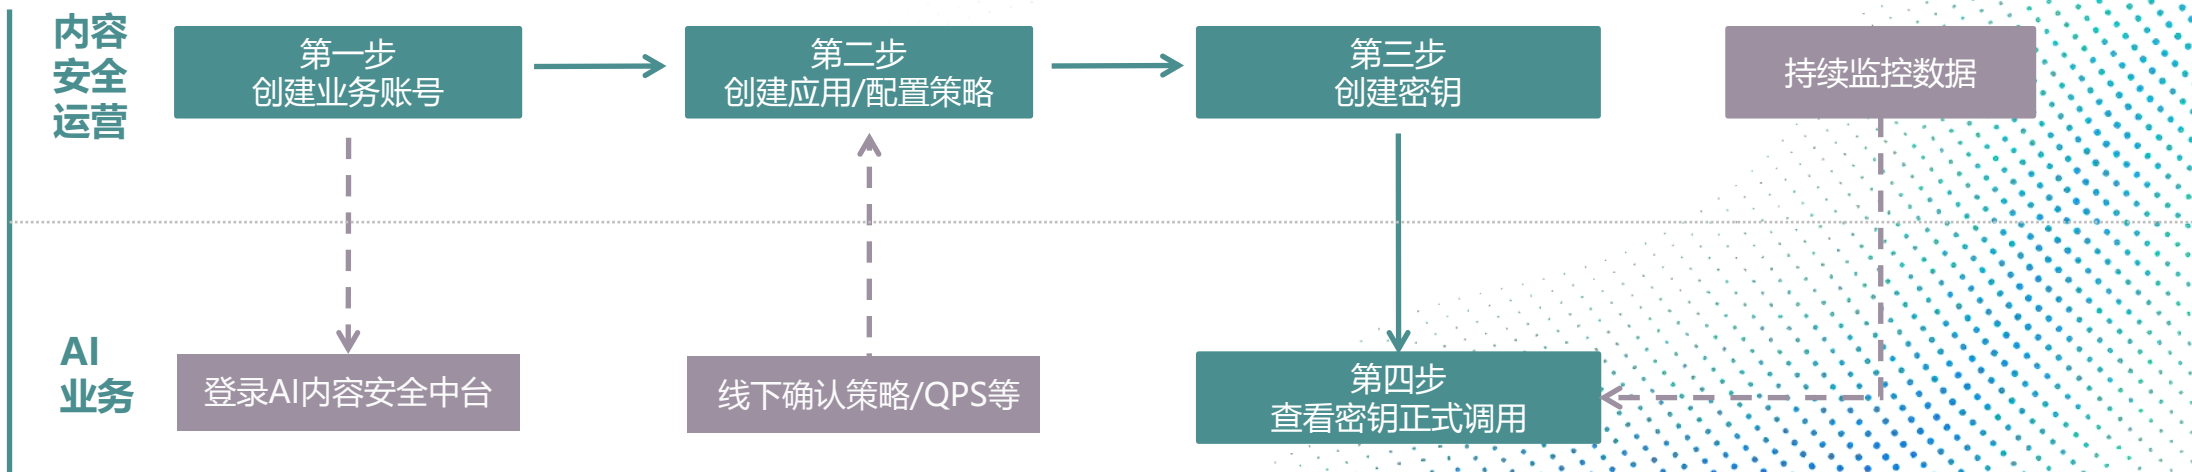 内容
安全
运营
第一步
创建业务账号
第二步
创建应用/配置策略
第三步
创建密钥
持续监控数据
AI
业务
登录AI内容安全中台
线下确认策略/QPS等
第四步
查看密钥正式调用